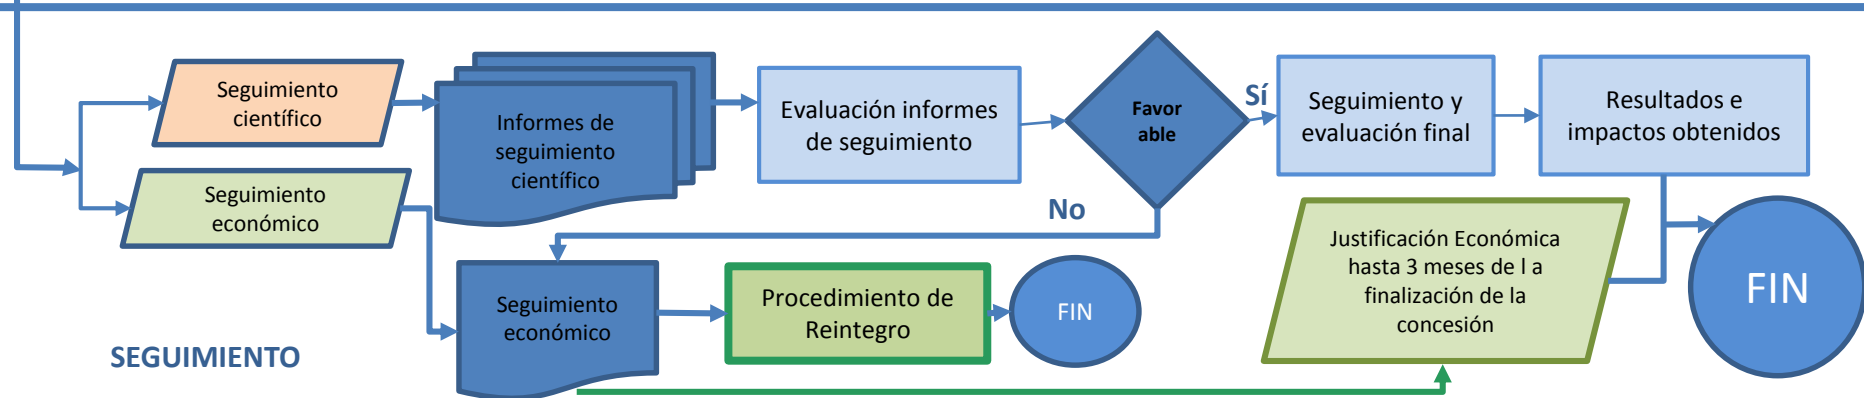 Seguimiento
científico
Informes de
seguimiento
científico
Evaluación informes
de seguimiento
Favor
able
Sí
Seguimiento y
evaluación final
Resultados e
impactos obtenidos
Seguimiento
económico
No
Seguimiento
económico
Procedimiento de
Reintegro
FIN
Justificación Económica
hasta 3 meses de l a
finalización de la
concesión
FIN
SEGUIMIENTO